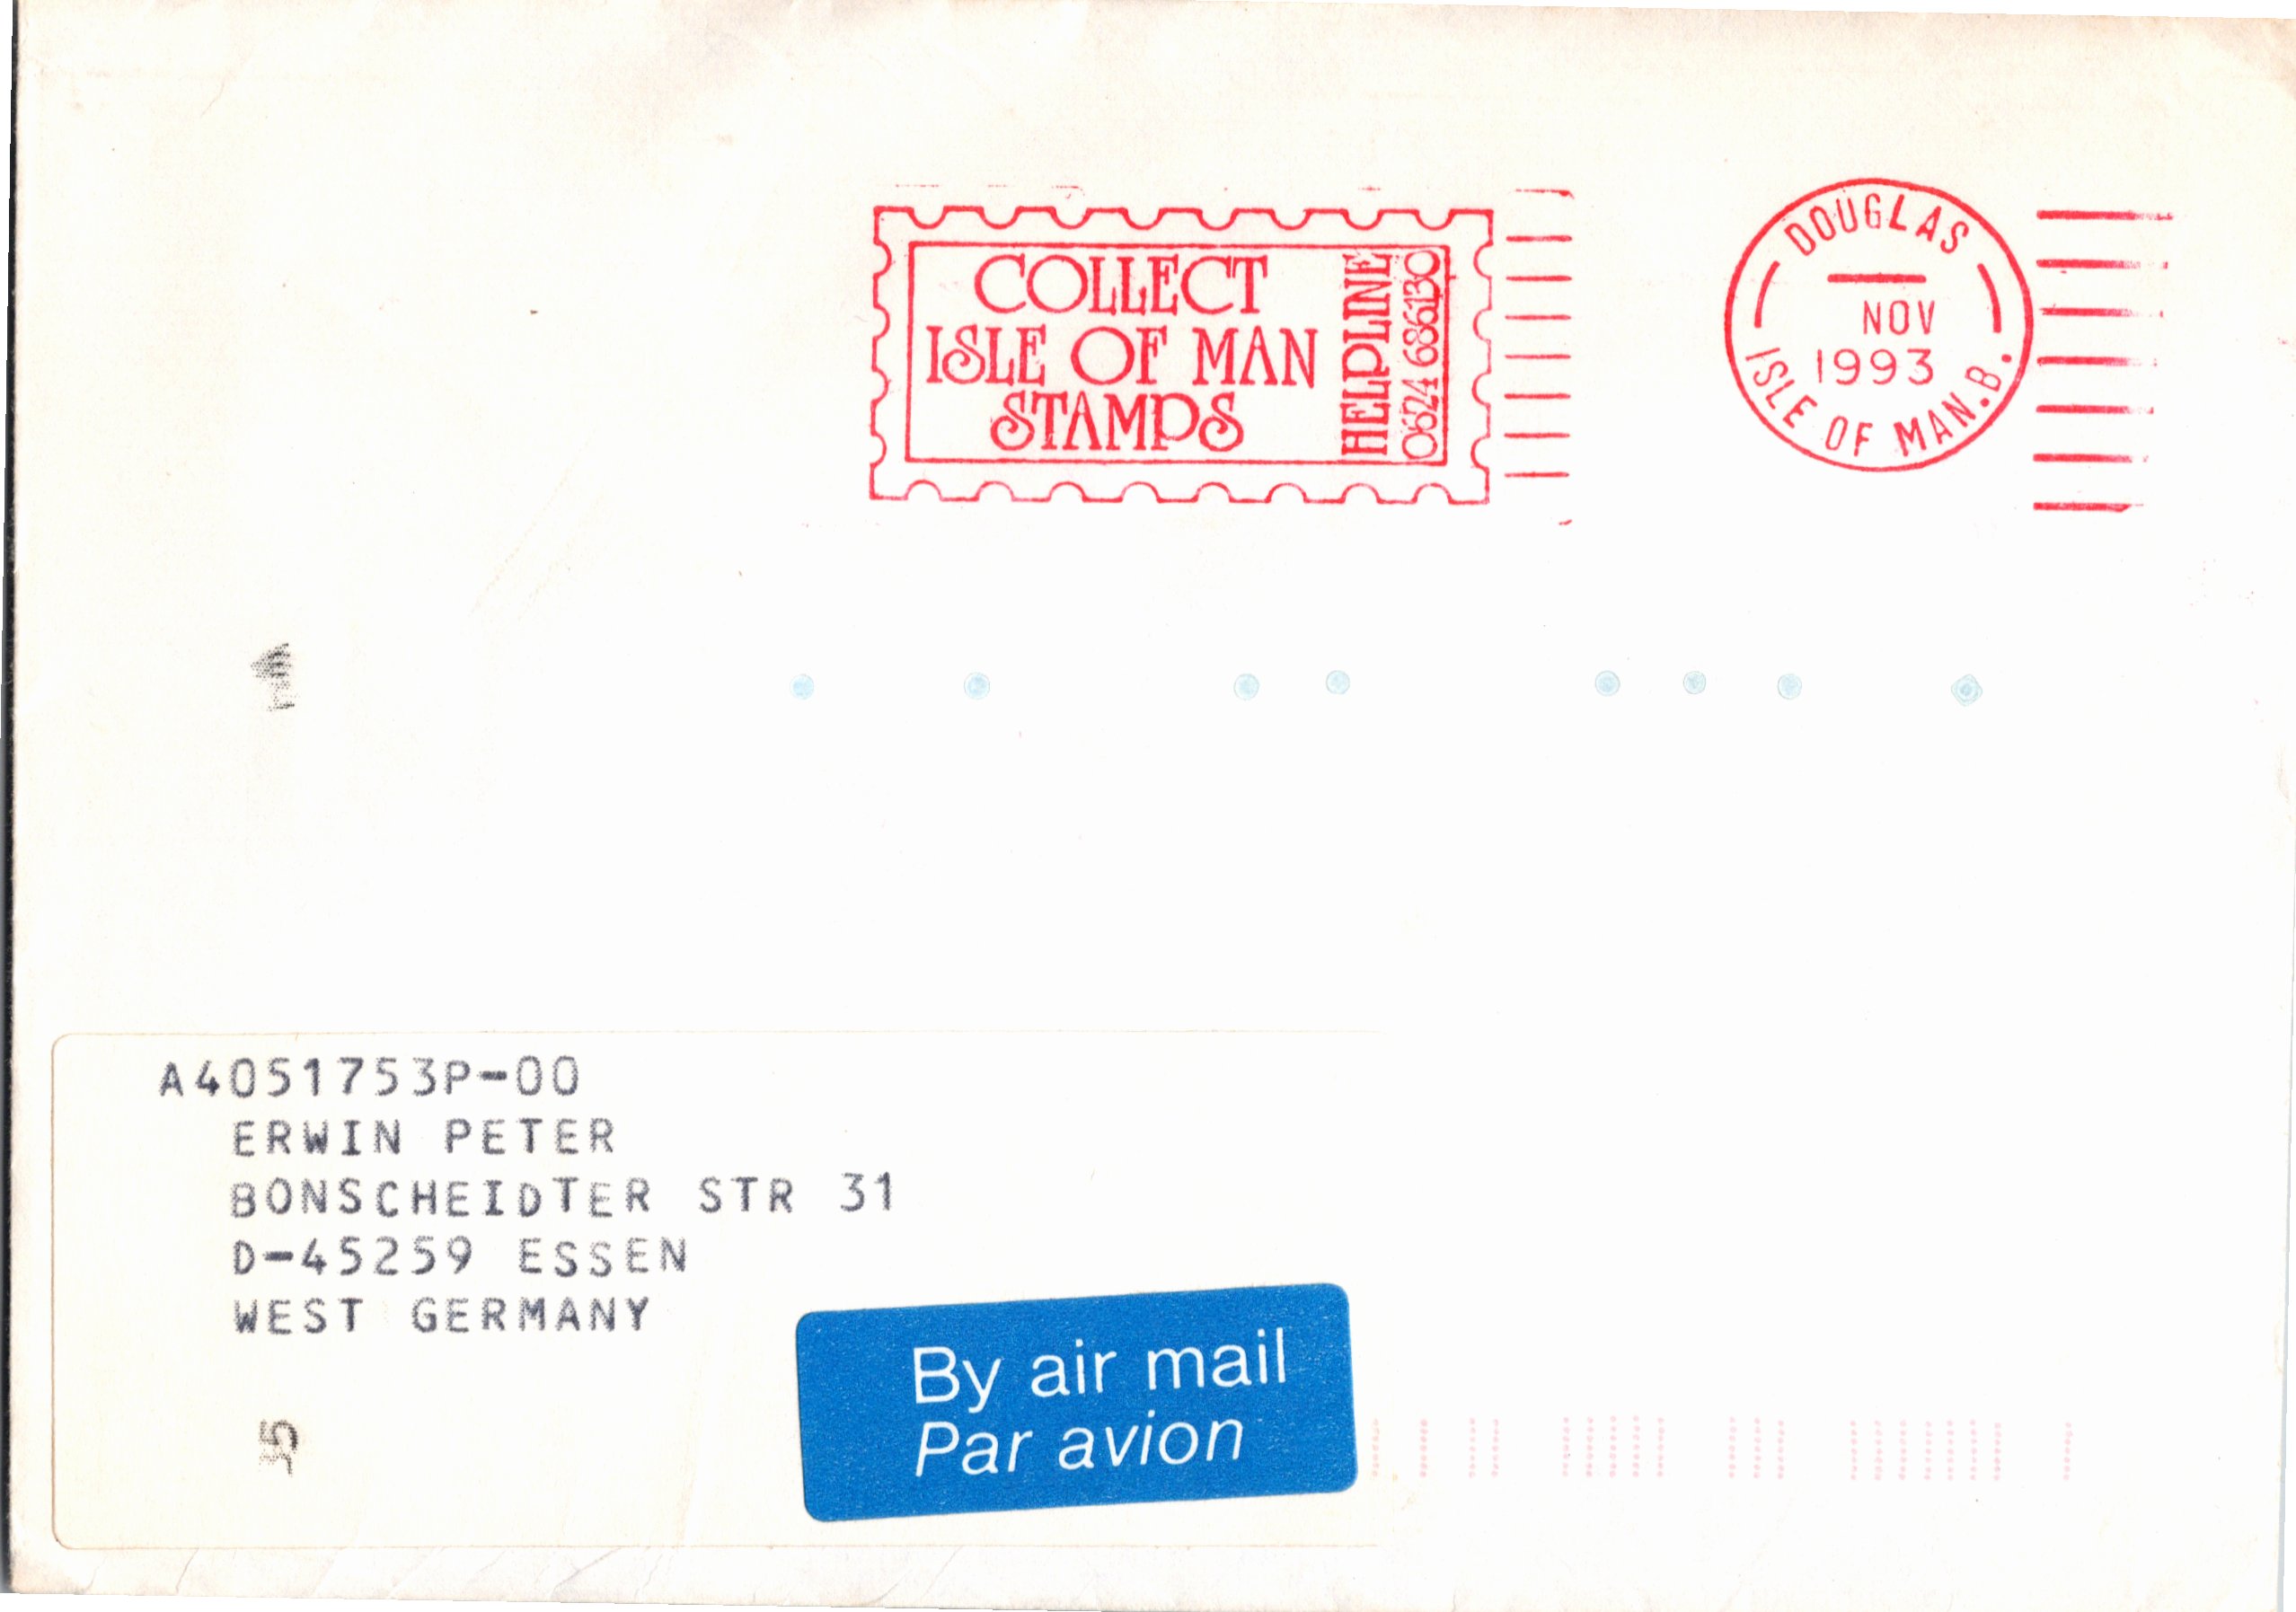 COLLECT
ISLE OF MAN
STAMPS
HELPLINE
0624 686130
DOUGLAS
NOV
1993
ISLE OF MAN.B.
A4051753P-00
ERWIN PETER
BONSCHEIDTER STR 31
D-45259 ESSEN
WEST GERMANY
By air mail
Par avion